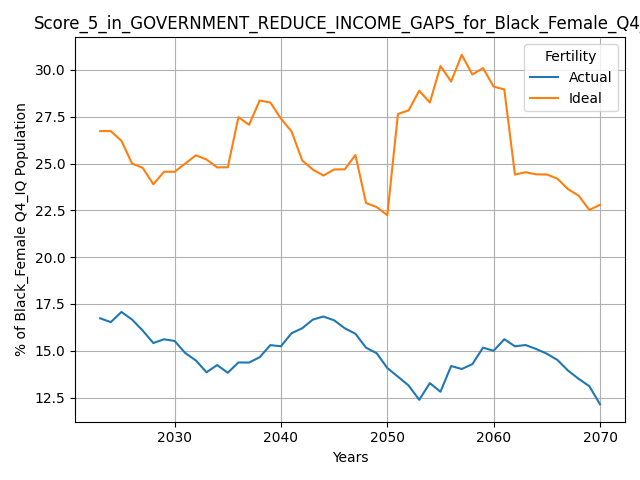 Score_5_in_GOVERNMENT_REDUCE_INCOME_GAPS_for_Black_Female_Q4
Fertility
Actual
Ideal
% of Black_Female Q4_IQ Population
30.0
27.5
25.0
22.5
20.0
17.5
15.0
12.5
2030 2040 2050 2060 2070
Years